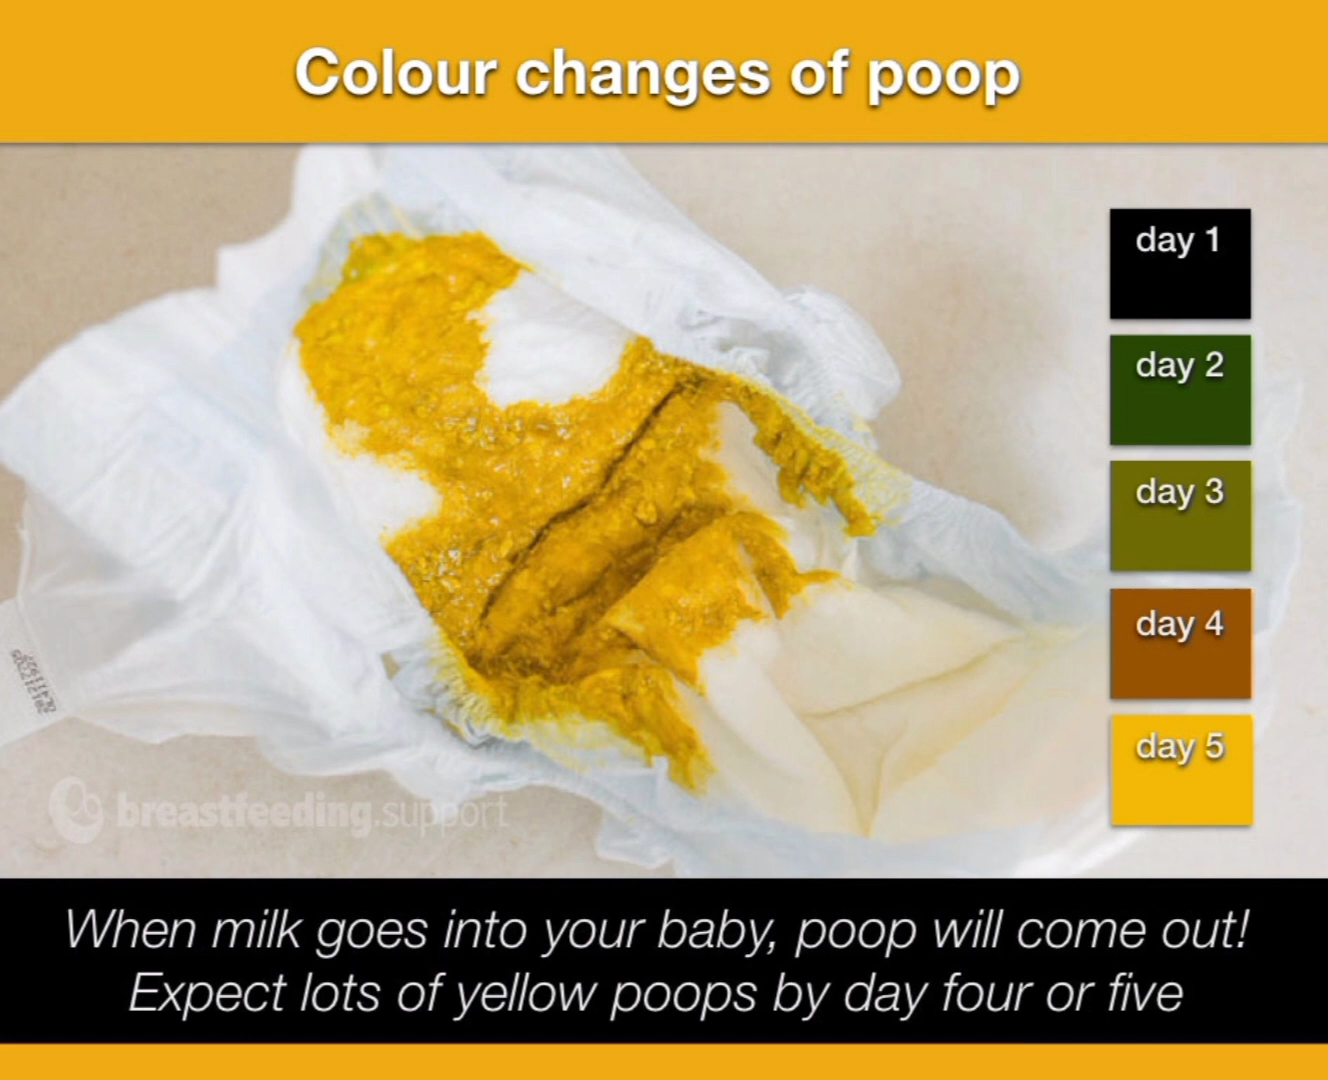 Colour changes of poop
day 1
day 2
day 3
day 4
day 5
breastfeeding.support
When milk goes into your baby, poop will come out!
Expect lots of yellow poops by day four or five